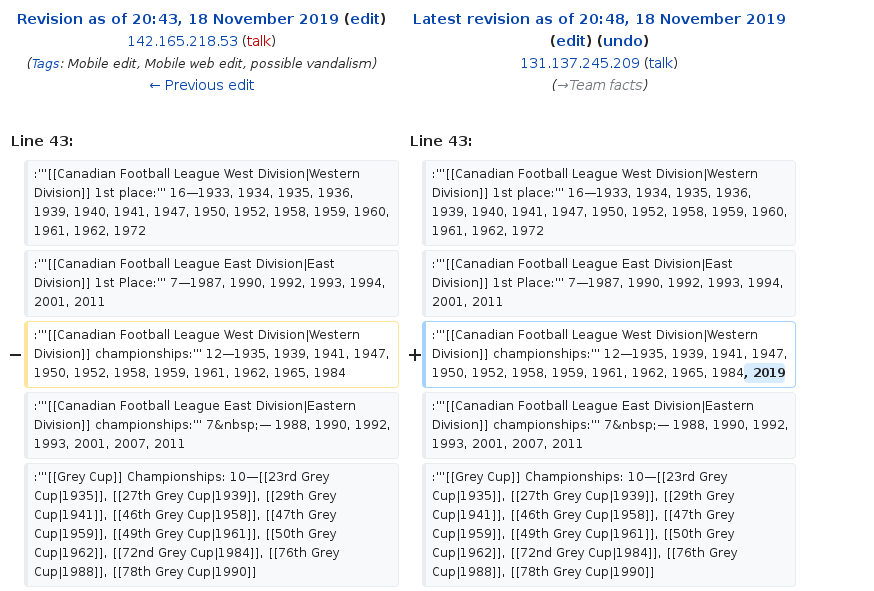 Revision as of 20:43, 18 November 2019 (edit)
142.165.218.53 (talk)
(Tags: Mobile edit, Mobile web edit, possible vandalism)
← Previous edit
Latest revision as of 20:48, 18 November 2019
(edit) (undo)
131.137.245.209 (talk)
(→Team facts)
Line 43:
:'''[[Canadian Football League West Division|Western
Division]] 1st place:''' 16—1933, 1934, 1935, 1936,
1939, 1940, 1941, 1947, 1950, 1952, 1958, 1959, 1960,
1961, 1962, 1972
:'''[[Canadian Football League East Division|East
Division]] 1st Place:''' 7—1987, 1990, 1992, 1993, 1994,
2001, 2011
−
:'''[[Canadian Football League West Division|Western
Division]] championships:''' 12—1935, 1939, 1941, 1947,
1950, 1952, 1958, 1959, 1961, 1962, 1965, 1984
:'''[[Canadian Football League East Division|Eastern
Division]] championships:''' 7&nbsp;— 1988, 1990, 1992,
1993, 2001, 2007, 2011
:'''[[Grey Cup]] Championships: 10—[[23rd Grey
Cup|1935]], [[27th Grey Cup|1939]], [[29th Grey
Cup|1941]], [[46th Grey Cup|1958]], [[47th Grey
Cup|1959]], [[49th Grey Cup|1961]], [[50th Grey
Cup|1962]], [[72nd Grey Cup|1984]], [[76th Grey
Cup|1988]], [[78th Grey Cup|1990]]
Line 43:
:'''[[Canadian Football League West Division|Western
Division]] 1st place:''' 16—1933, 1934, 1935, 1936,
1939, 1940, 1941, 1947, 1950, 1952, 1958, 1959, 1960,
1961, 1962, 1972
:'''[[Canadian Football League East Division|East
Division]] 1st Place:''' 7—1987, 1990, 1992, 1993, 1994,
2001, 2011
+
:'''[[Canadian Football League West Division|Western
Division]] championships:''' 12—1935, 1939, 1941, 1947,
1950, 1952, 1958, 1959, 1961, 1962, 1965, 1984, 2019
:'''[[Canadian Football League East Division|Eastern
Division]] championships:''' 7&nbsp;— 1988, 1990, 1992,
1993, 2001, 2007, 2011
:'''[[Grey Cup]] Championships: 10—[[23rd Grey
Cup|1935]], [[27th Grey Cup|1939]], [[29th Grey
Cup|1941]], [[46th Grey Cup|1958]], [[47th Grey
Cup|1959]], [[49th Grey Cup|1961]], [[50th Grey
Cup|1962]], [[72nd Grey Cup|1984]], [[76th Grey
Cup|1988]], [[78th Grey Cup|1990]]